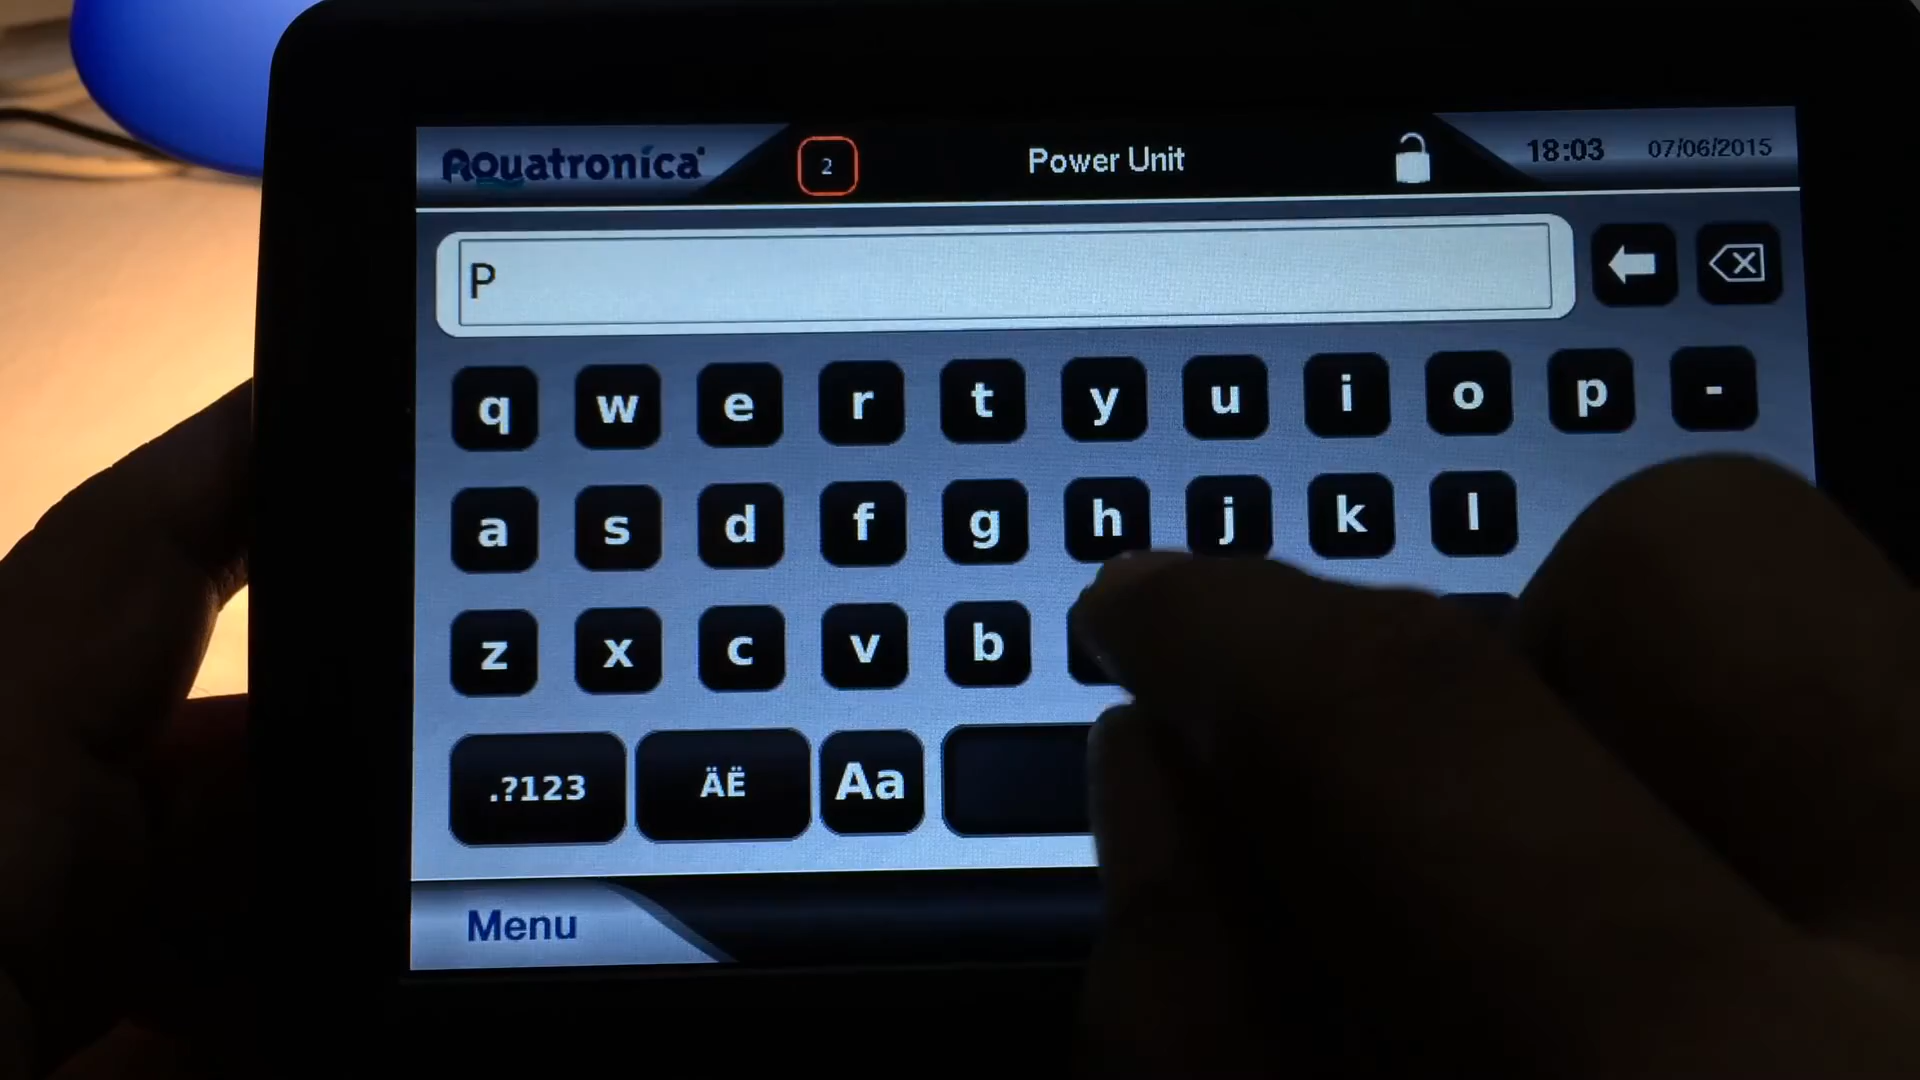 Aquatronica
2
Power Unit
18:03
07/06/2015
P
q w e r t y u i o p -
a s d f g h j k l
z x c v b
.?123 ÄË Aa
Menu